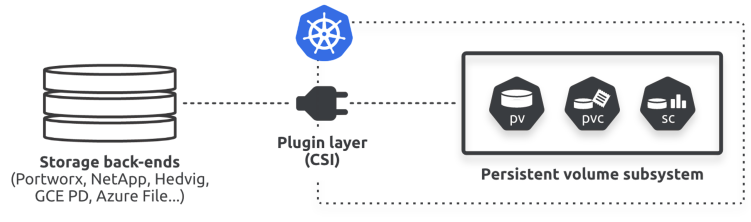 Storage back-ends
(Portworx, NetApp, Hedvig,
GCE PD, Azure File...)
Plugin layer
(CSI)
pv
pvc
sc
Persistent volume subsystem